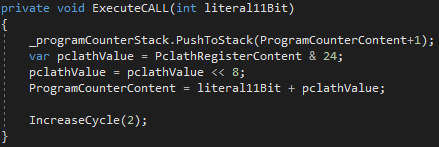 private void ExecuteCALL(int literal11Bit)
{
_programCounterStack.PushToStack(ProgramCounterContent+1);
var pclathValue = PclathRegisterContent & 24;
pclathValue = pclathValue << 8;
ProgramCounterContent = literal11Bit + pclathValue;
IncreaseCycle(2);
}